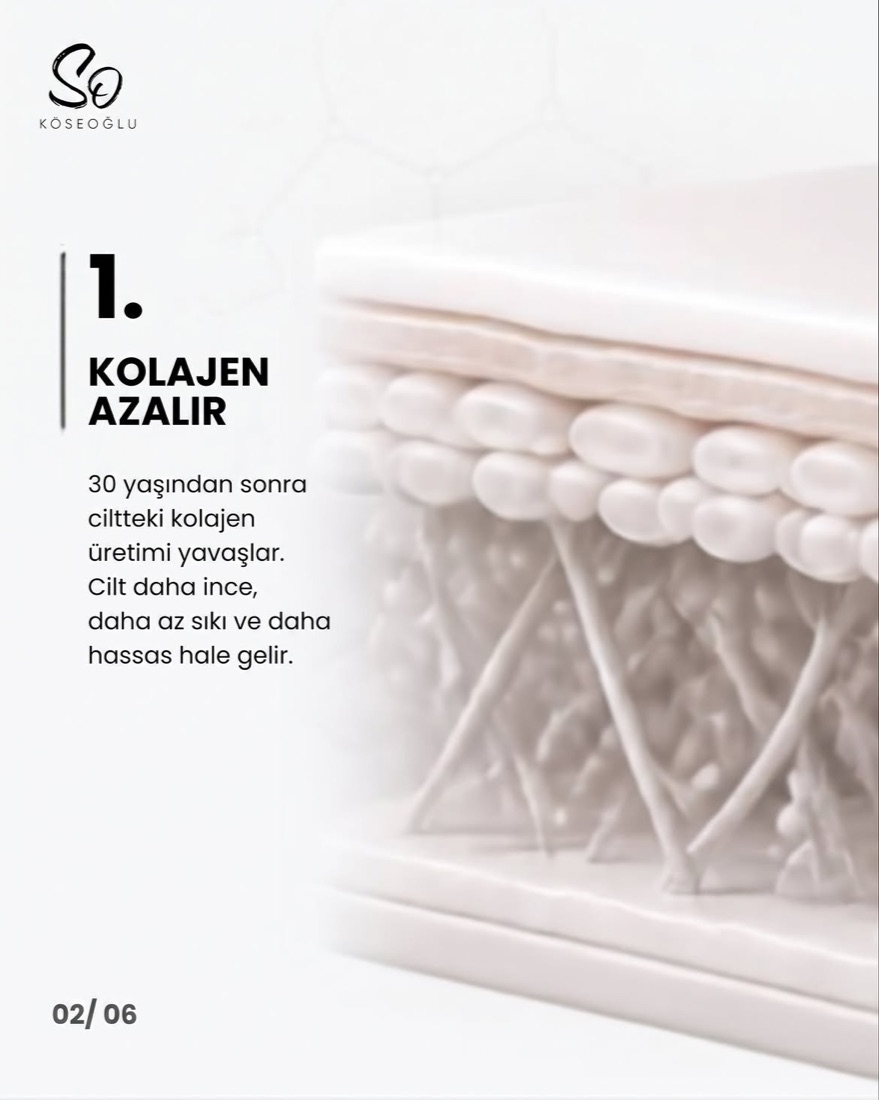 So
KÖSEOĞLU
1.
KOLAJEN
AZALIR
30 yaşından sonra
ciltteki kolajen
üretimi yavaşlar.
Cilt daha ince,
daha az sıkı ve daha
hassas hale gelir.
02/ 06